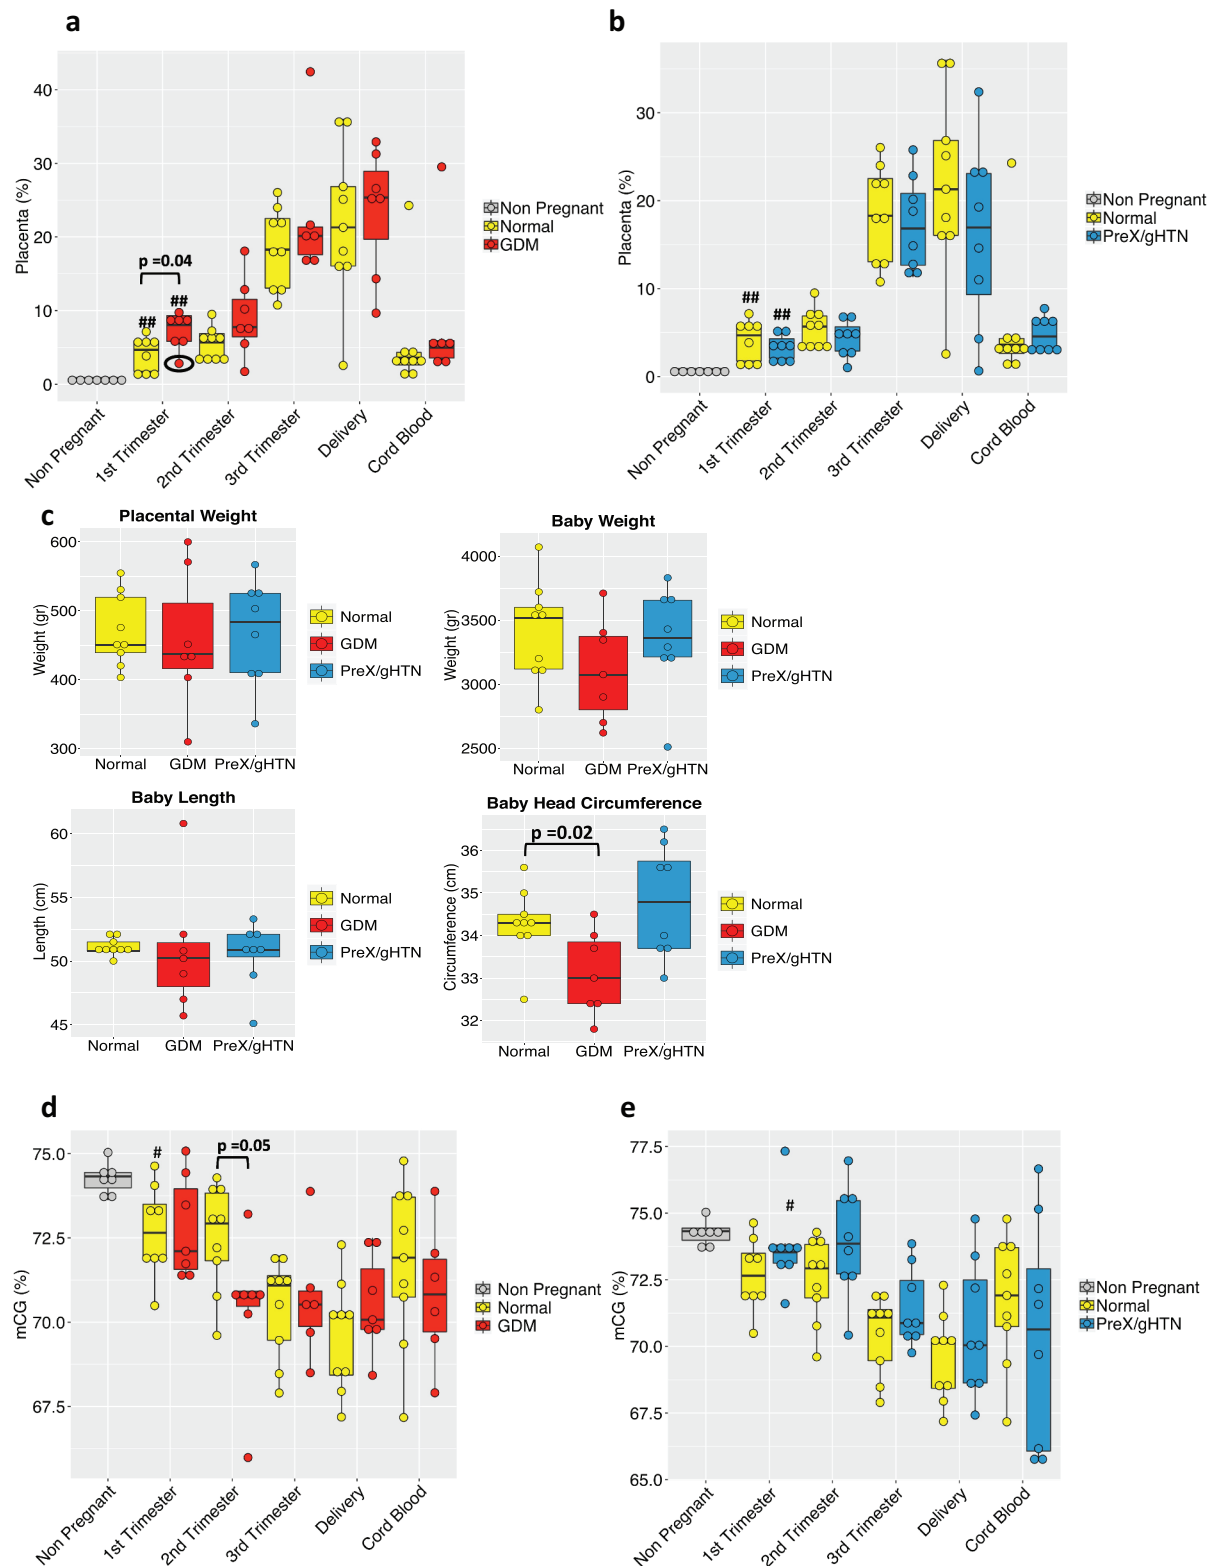 a
40
30
20
10
0
Placenta (%)
p =0.04
##
##
Non Pregnant
1st Trimester
2nd Trimester
3rd Trimester
Delivery
Cord Blood
Non Pregnant
Normal
GDM
b
30
20
10
0
Placenta (%)
##
##
Non Pregnant
1st Trimester
2nd Trimester
3rd Trimester
Delivery
Cord Blood
Non Pregnant
Normal
PreX/gHTN
c
Placental Weight
600
500
400
300
Weight (gr)
Normal GDM PreX/gHTN
Normal
GDM
PreX/gHTN
Baby Weight
4000
3500
3000
2500
Weight (gr)
Normal GDM PreX/gHTN
Normal
GDM
PreX/gHTN
Baby Length
60
55
50
45
Length (cm)
Normal GDM PreX/gHTN
Normal
GDM
PreX/gHTN
Baby Head Circumference
p =0.02
36
35
34
33
32
Circumference (cm)
Normal GDM PreX/gHTN
Normal
GDM
PreX/gHTN
d
75.0
72.5
70.0
67.5
mCG (%)
#
p =0.05
Non Pregnant
1st Trimester
2nd Trimester
3rd Trimester
Delivery
Cord Blood
Non Pregnant
Normal
GDM
e
77.5
75.0
72.5
70.0
67.5
65.0
mCG (%)
#
Non Pregnant
1st Trimester
2nd Trimester
3rd Trimester
Delivery
Cord Blood
Non Pregnant
Normal
PreX/gHTN